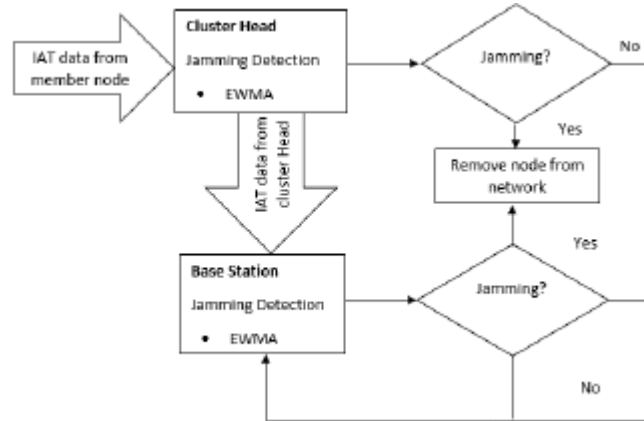 Cluster Head
Jamming Detection
• EWMA
IAT data from
member node
Jamming?
No
Yes
IAT data from
cluster Head
Remove node from
network
Base Station
Jamming Detection
• EWMA
Jamming?
Yes
No